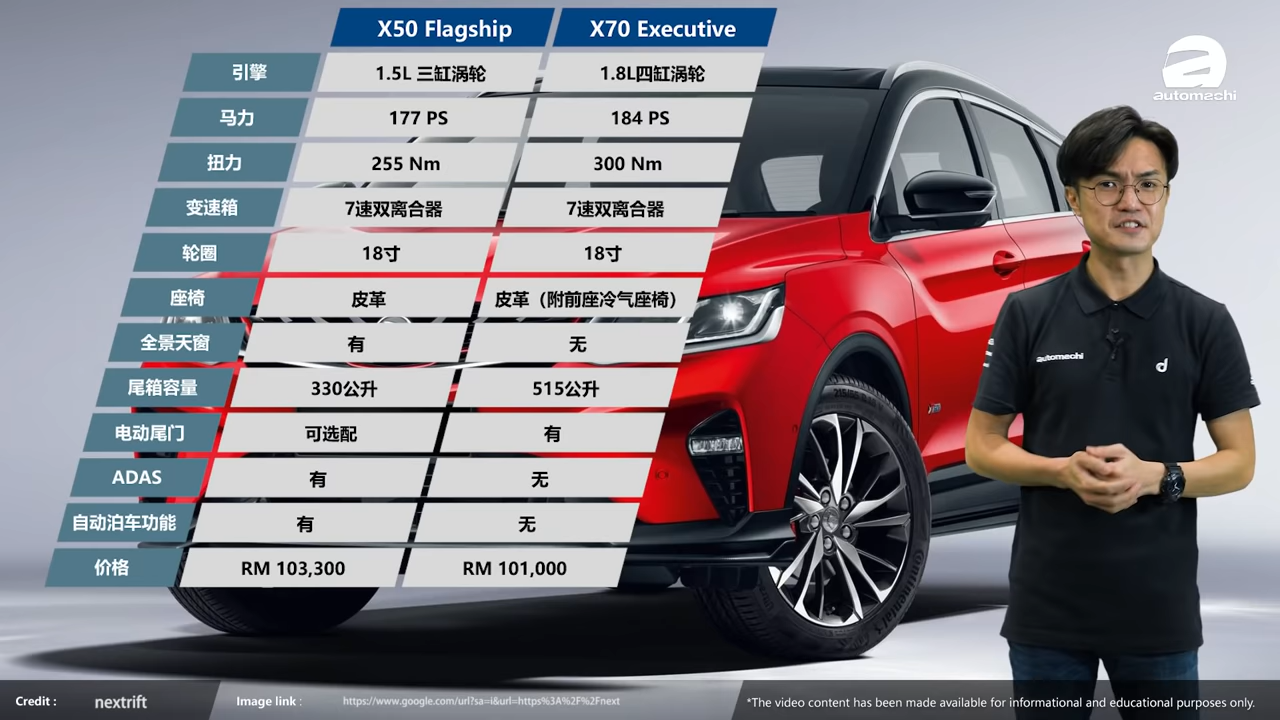 X50 Flagship X70 Executive
引擎 1.5L 三缸涡轮 1.8L四缸涡轮
马力 177 PS 184 PS
扭力 255 Nm 300 Nm
变速箱 7速双离合器 7速双离合器
轮圈 18寸 18寸
座椅 皮革 皮革（附前座冷气座椅）
全景天窗 有 无
尾箱容量 330公升 515公升
电动尾门 可选配 有
ADAS 有 无
自动泊车功能 有 无
价格 RM 103,300 RM 101,000
automachi
automachi d
Credit : nextrift Image link : https://www.google.com/url?sa=i&url=https%3A%2F%2Fnext *The video content has been made available for informational and educational purposes only.